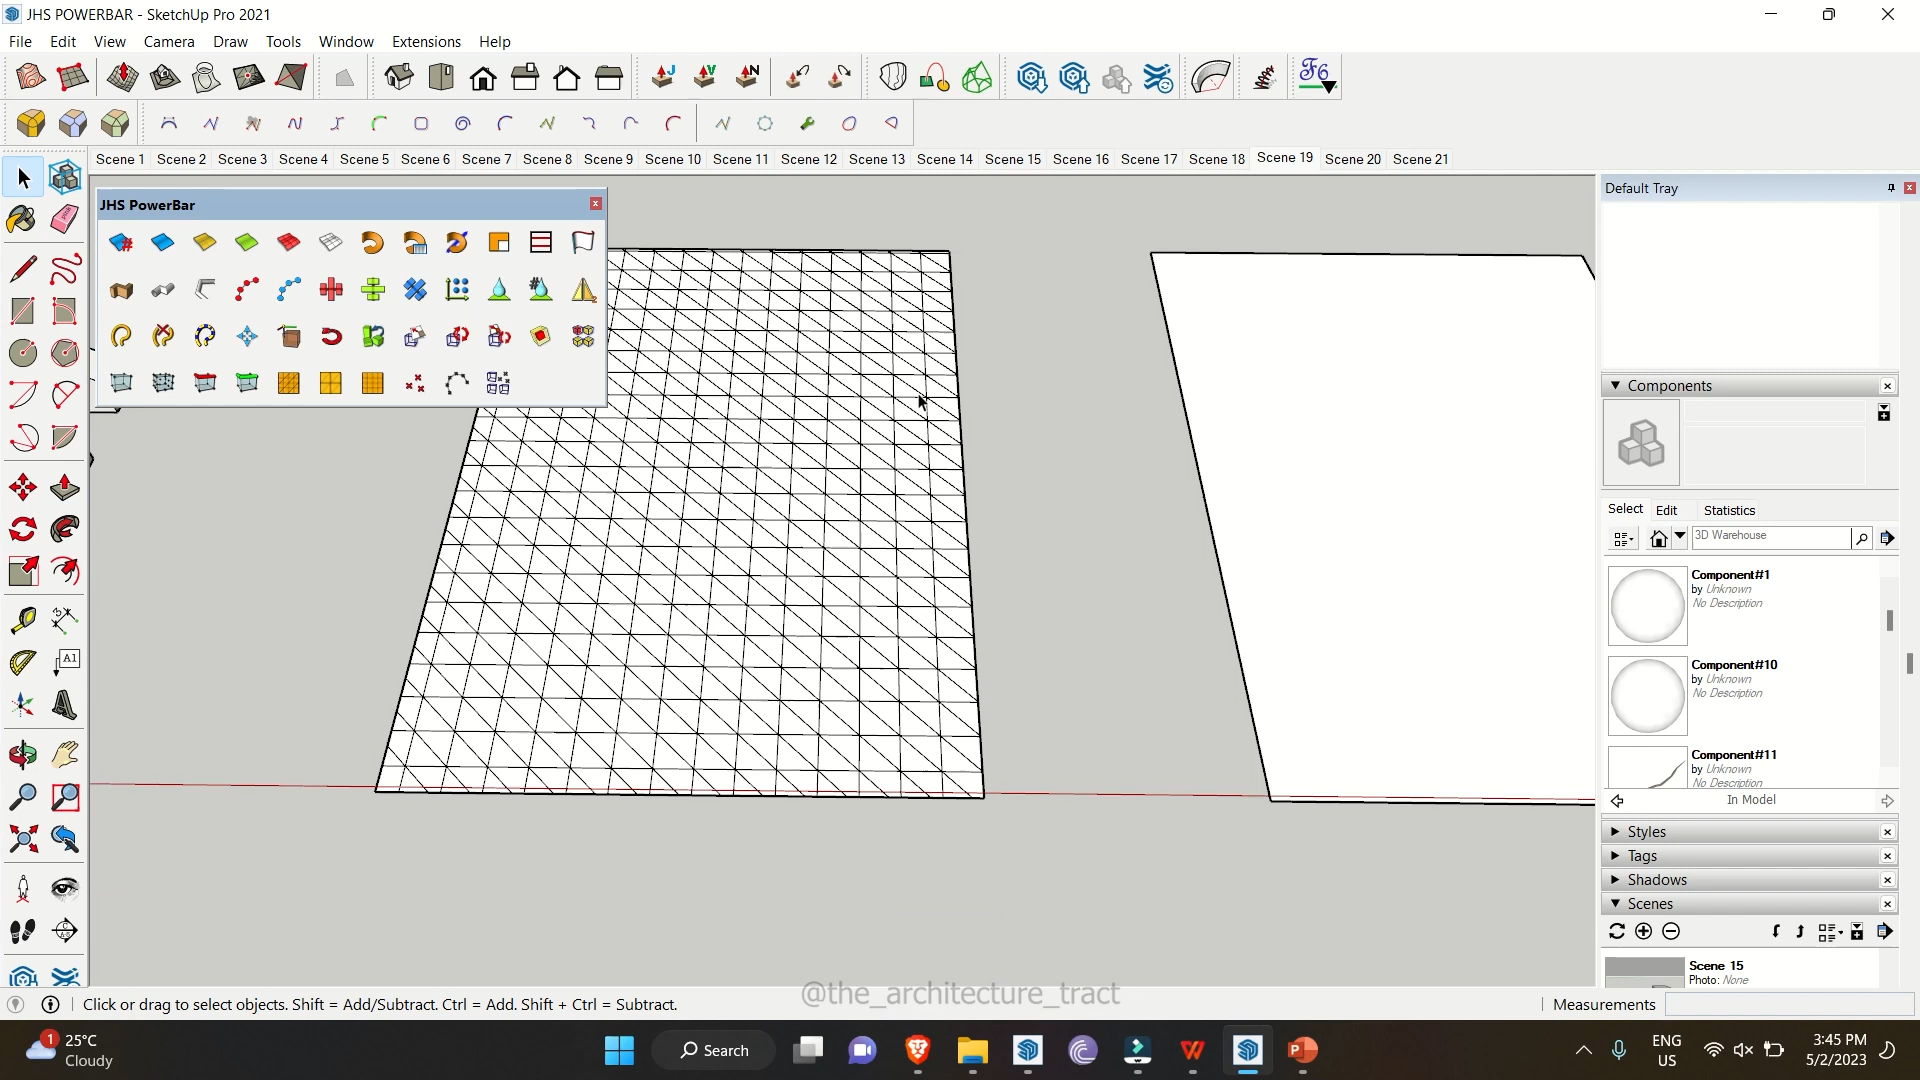 JHS POWERBAR - SketchUp Pro 2021
File Edit View Camera Draw Tools Window Extensions Help
J V N F6
Scene 1 Scene 2 Scene 3 Scene 4 Scene 5 Scene 6 Scene 7 Scene 8 Scene 9 Scene 10 Scene 11 Scene 12 Scene 13 Scene 14 Scene 15 Scene 16 Scene 17 Scene 18 Scene 19 Scene 20 Scene 21
JHS PowerBar
Default Tray
Components
Select Edit Statistics
3D Warehouse
Component#1
by Unknown
No Description
Component#10
by Unknown
No Description
Component#11
by Unknown
No Description
In Model
A1
Styles
Tags
Shadows
Scenes
Scene 15
Photo: None
@the_architecture_tract
Click or drag to select objects. Shift = Add/Subtract. Ctrl = Add. Shift + Ctrl = Subtract.
Measurements
1
25°C
Cloudy
Search
ENG
US
3:45 PM
5/2/2023